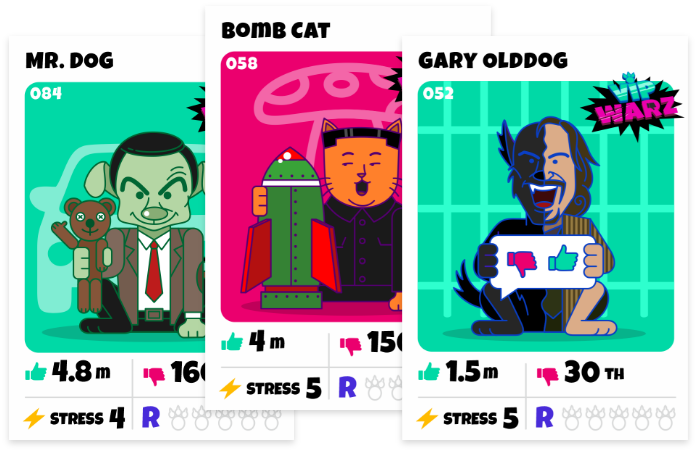 MR. DOG
084
4.8 m
STRESS 4 R
BOMB CAT
058
4 m
STRESS 5 R
GARY OLDDOG
052
VIP
WARZ
1.5 m 30 TH
STRESS 5 R